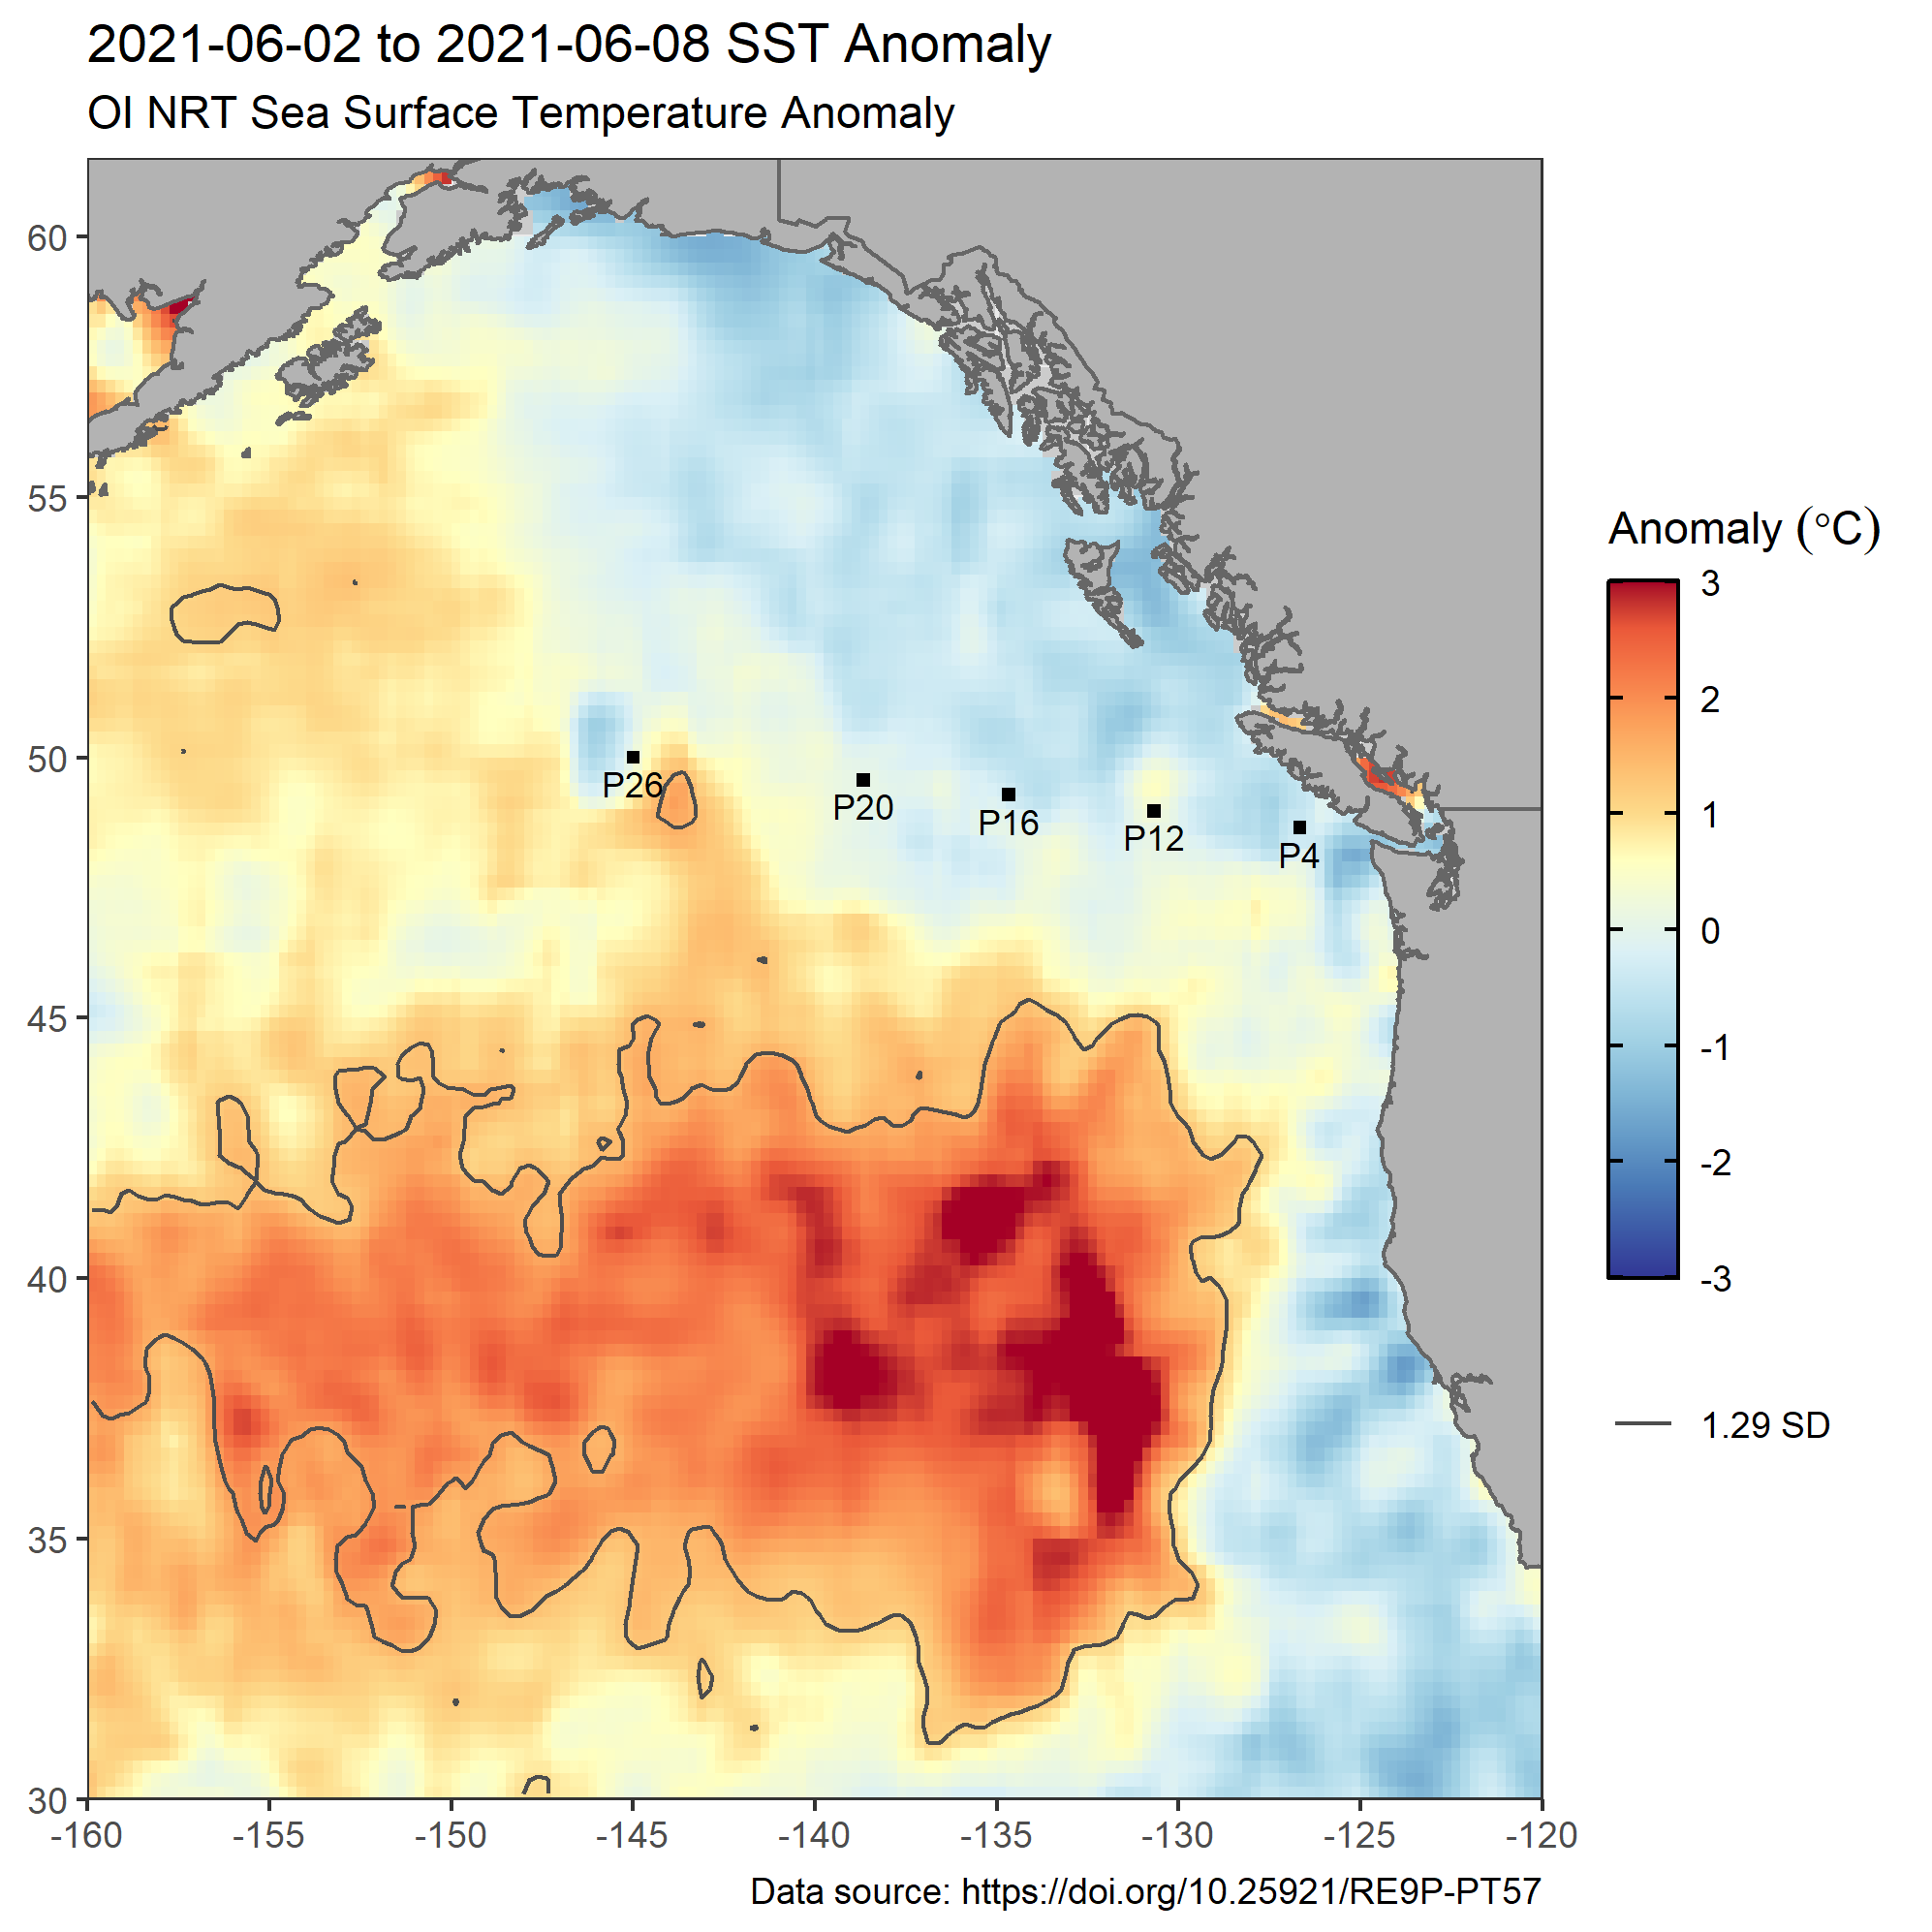 2021-06-02 to 2021-06-08 SST Anomaly
OI NRT Sea Surface Temperature Anomaly
60
55
50
45
40
35
30
-160
-155
-150
-145
-140
-135
-130
-125
-120
P26
P20
P16
P12
P4
Anomaly (°C)
3
2
1
0
-1
-2
-3
1.29 SD
Data source: https://doi.org/10.25921/RE9P-PT57